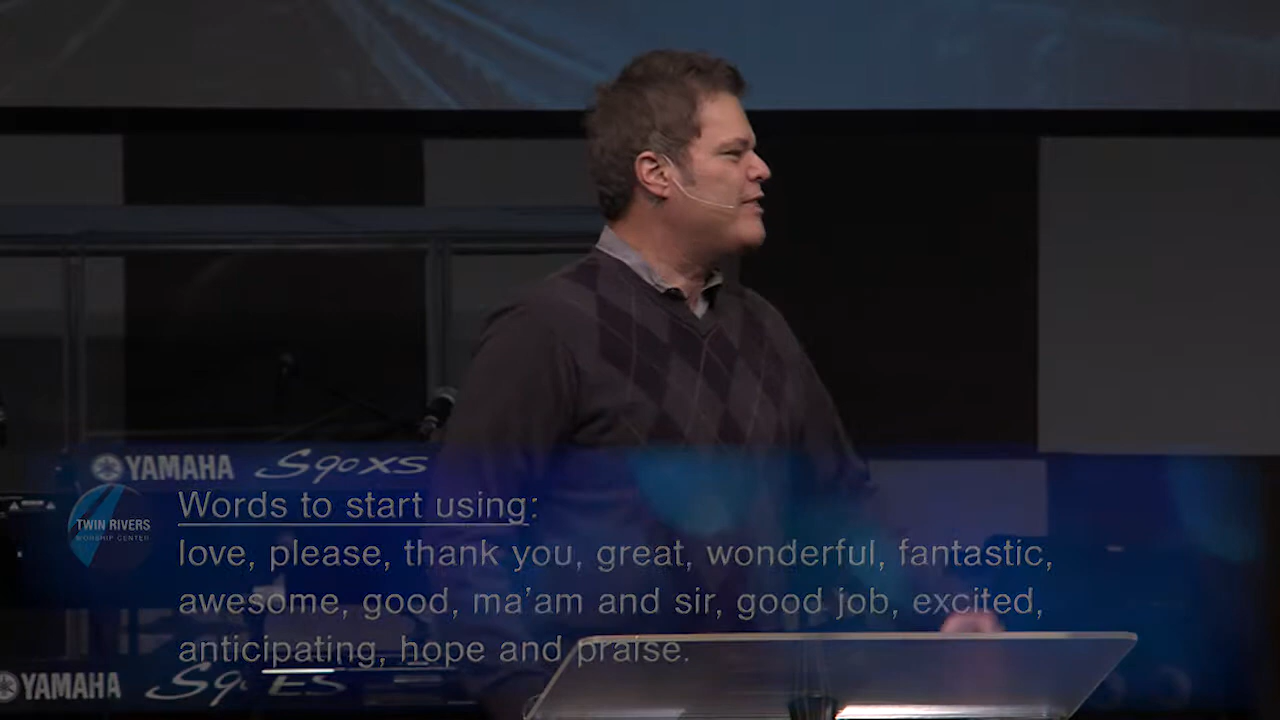 YAMAHA S90XS
Words to start using:
TWIN RIVERS
WORSHIP CENTER
love, please, thank you, great, wonderful, fantastic,
awesome, good, ma'am and sir, good job, excited,
anticipating, hope and praise.
YAMAHA